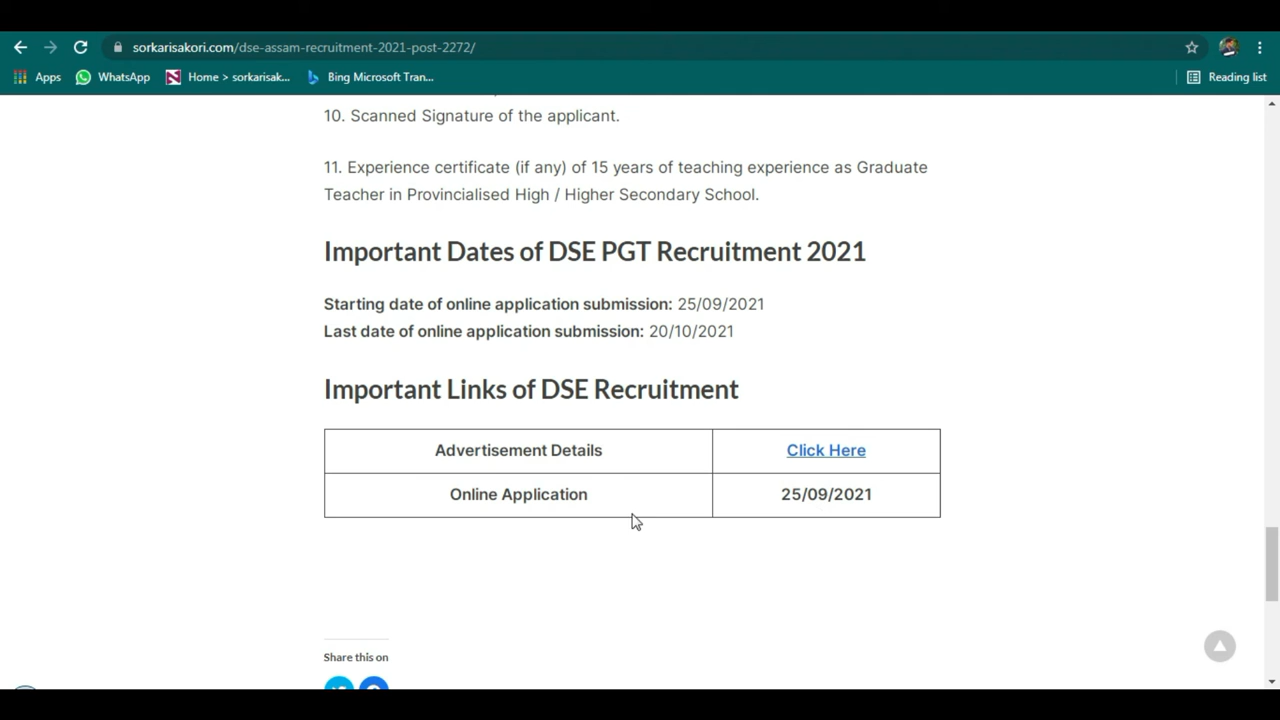 sorkarisakori.com/dse-assam-recruitment-2021-post-2272/
Apps WhatsApp Home > sorkarisak... Bing Microsoft Tran... Reading list
10. Scanned Signature of the applicant.
11. Experience certificate (if any) of 15 years of teaching experience as Graduate
Teacher in Provincialised High / Higher Secondary School.
Important Dates of DSE PGT Recruitment 2021
Starting date of online application submission: 25/09/2021
Last date of online application submission: 20/10/2021
Important Links of DSE Recruitment
Advertisement Details Click Here
Online Application 25/09/2021
Share this on